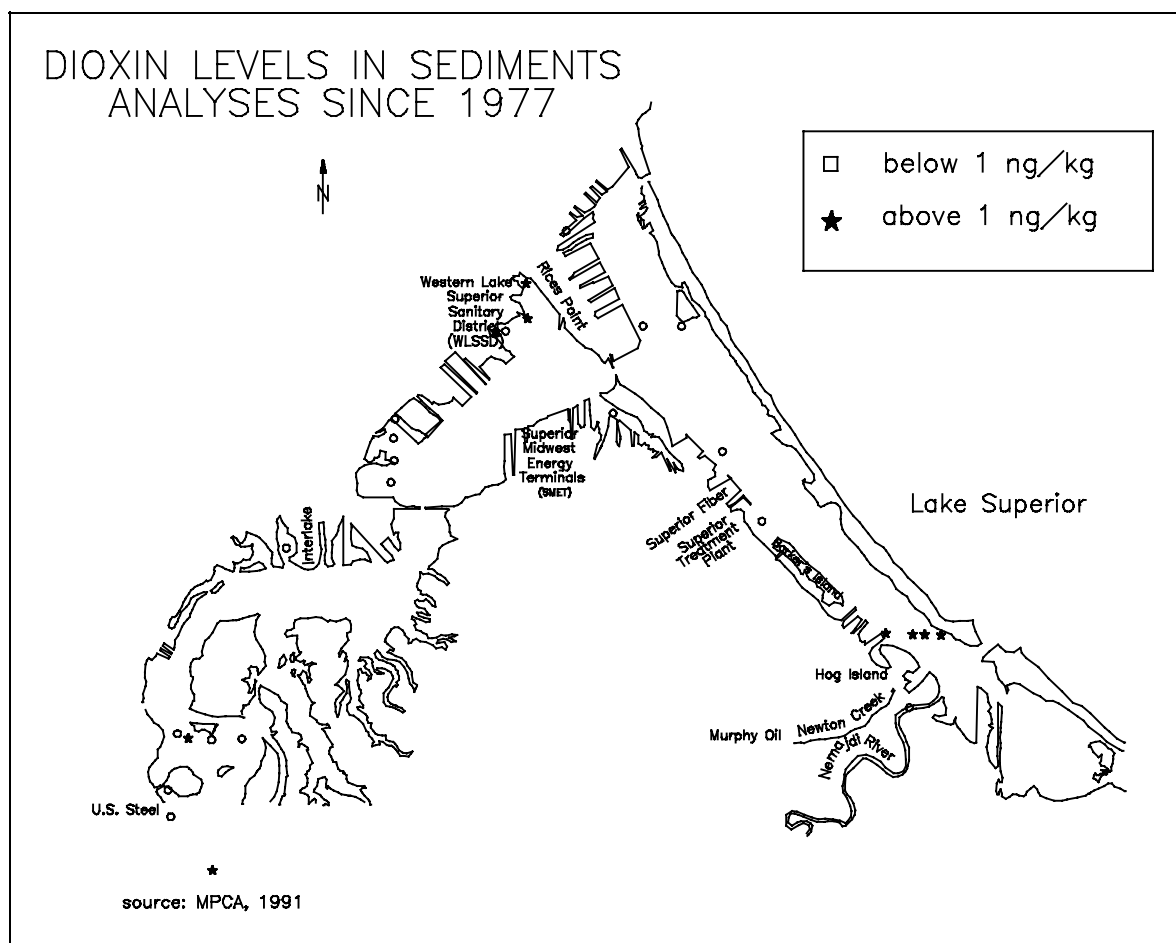 DIOXIN LEVELS IN SEDIMENTS
ANALYSES SINCE 1977
N
below 1 ng/kg
above 1 ng/kg
Western Lake
Superior
Sanitary
District
(WLSSD)
Rices Point
Superior
Midwest
Energy
Terminals
(SMET)
Superior Fiber
Superior
Treatment
Plant
Barker's Island
Lake Superior
Interlake
Hog Island
Murphy Oil
Newton Creek
Nemadji River
U.S. Steel
source: MPCA, 1991